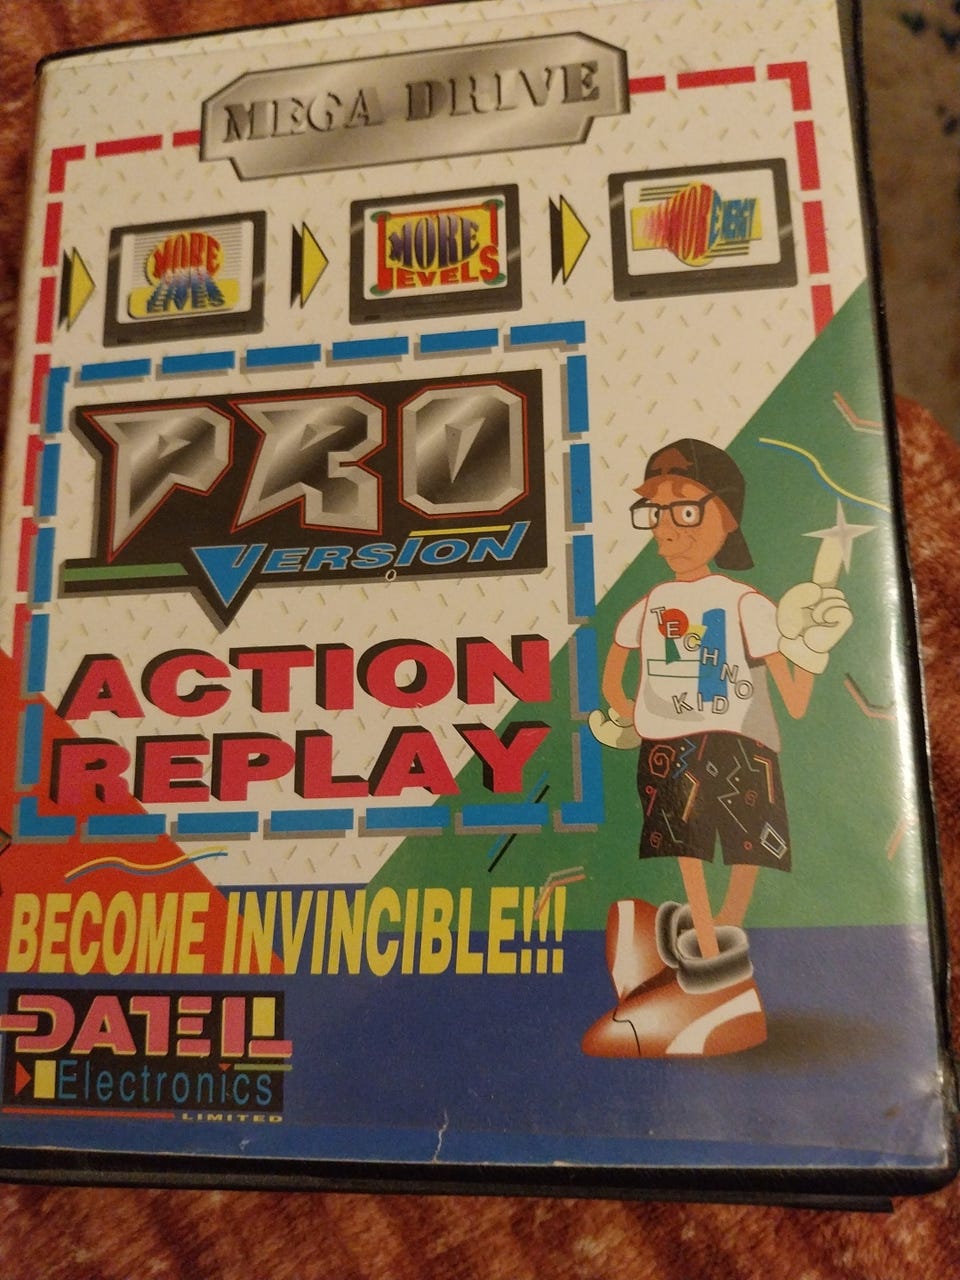 MEGA DRIVE
MORE
LIVES
MORE
LEVELS
MORE ENERGY
PRO
VERSION
ACTION
REPLAY
TECHNO
KID
BECOME INVINCIBLE!!!
DATEL
Electronics
LIMITED